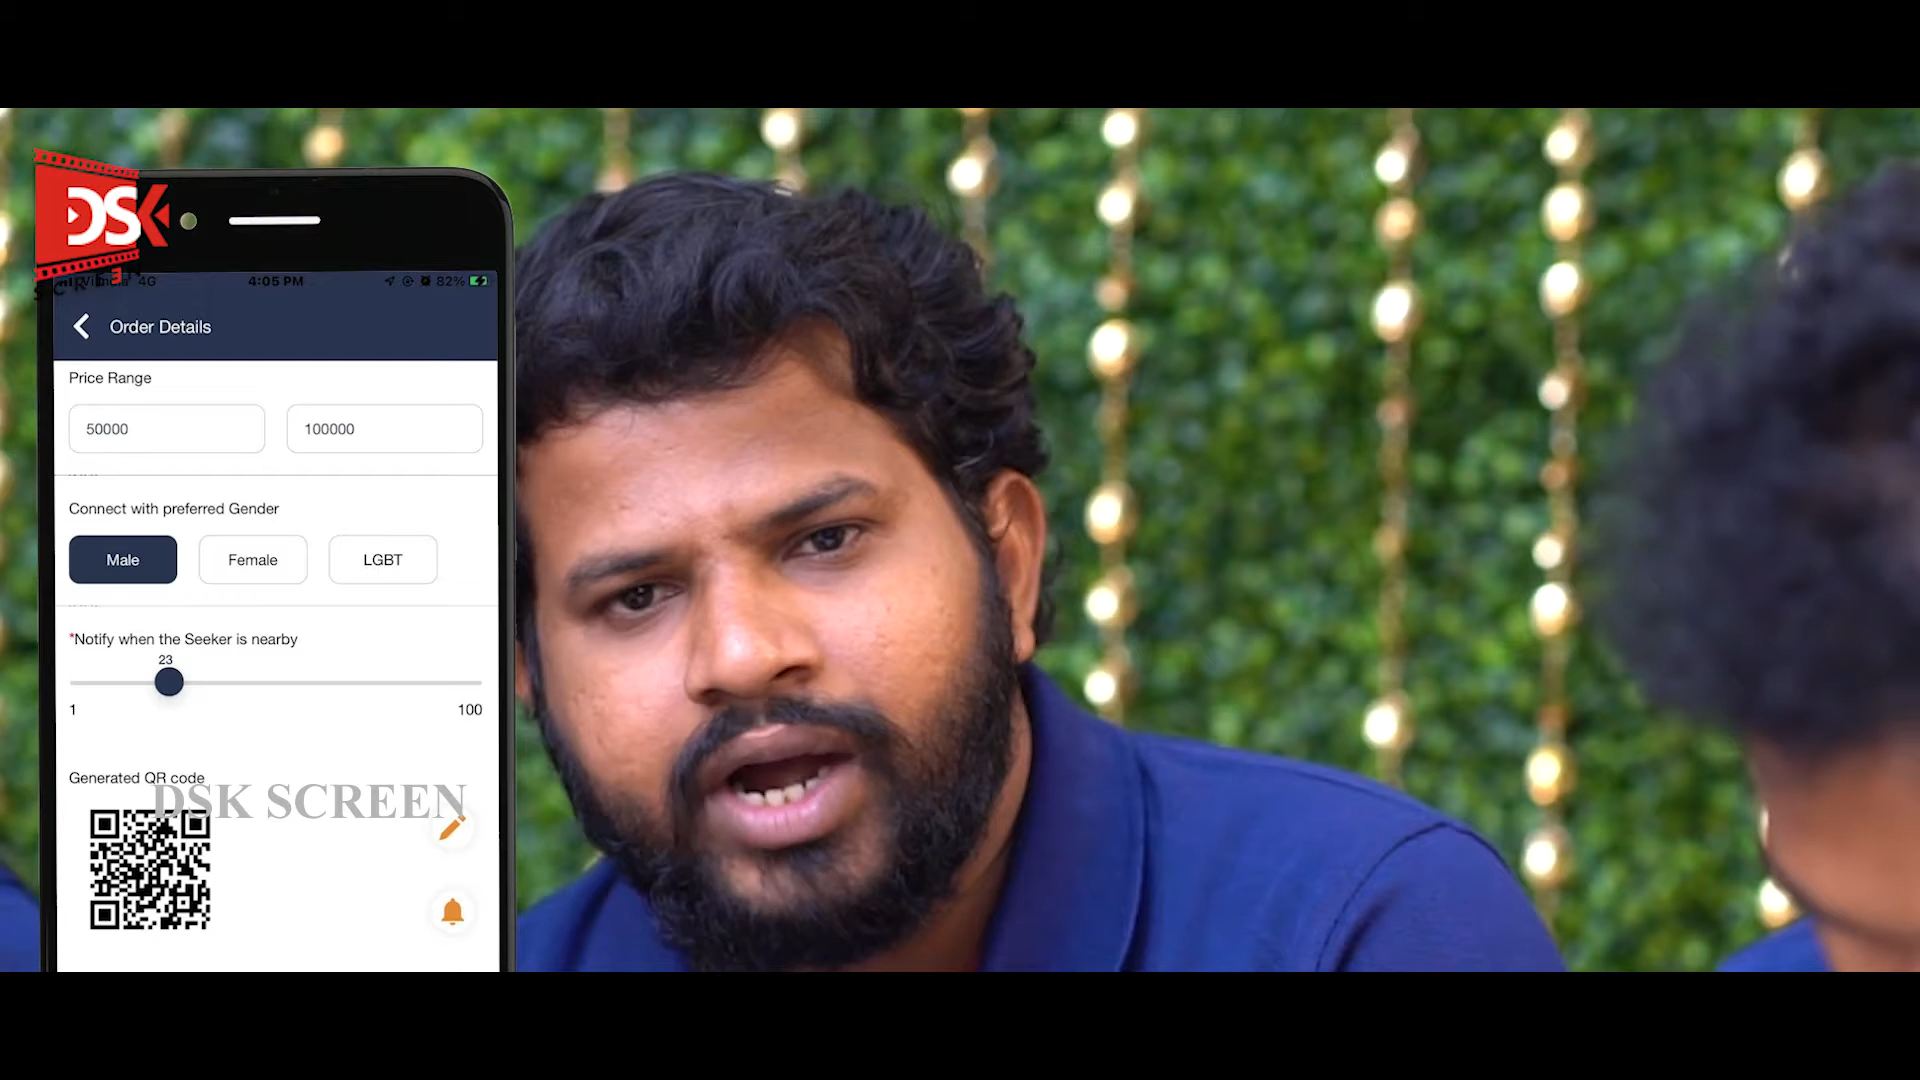 DSK
4G
4:05 PM
82%
Order Details
Price Range
50000
100000
Connect with preferred Gender
Male
Female
LGBT
*Notify when the Seeker is nearby
23
1
100
Generated QR code
DSK SCREEN